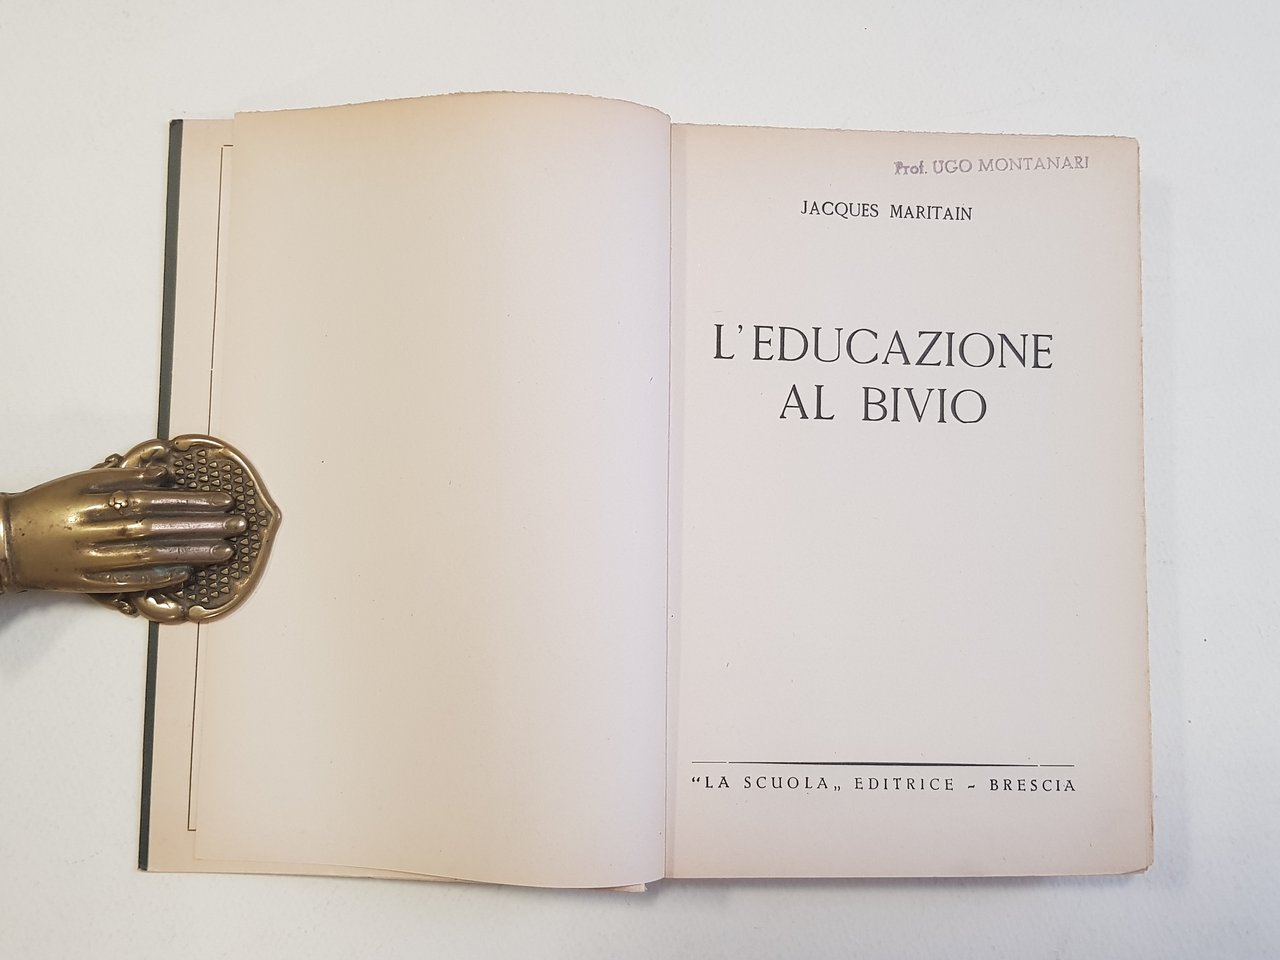 Prof. UGO MONTANARI
JACQUES MARITAIN
L'EDUCAZIONE
AL BIVIO
“LA SCUOLA„ EDITRICE - BRESCIA